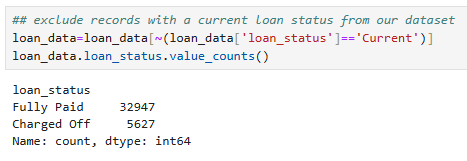 ## exclude records with a current loan status from our dataset
loan_data=loan_data[~(loan_data['loan_status']=='Current')]
loan_data.loan_status.value_counts()
loan_status
Fully Paid     32947
Charged Off     5627
Name: count, dtype: int64